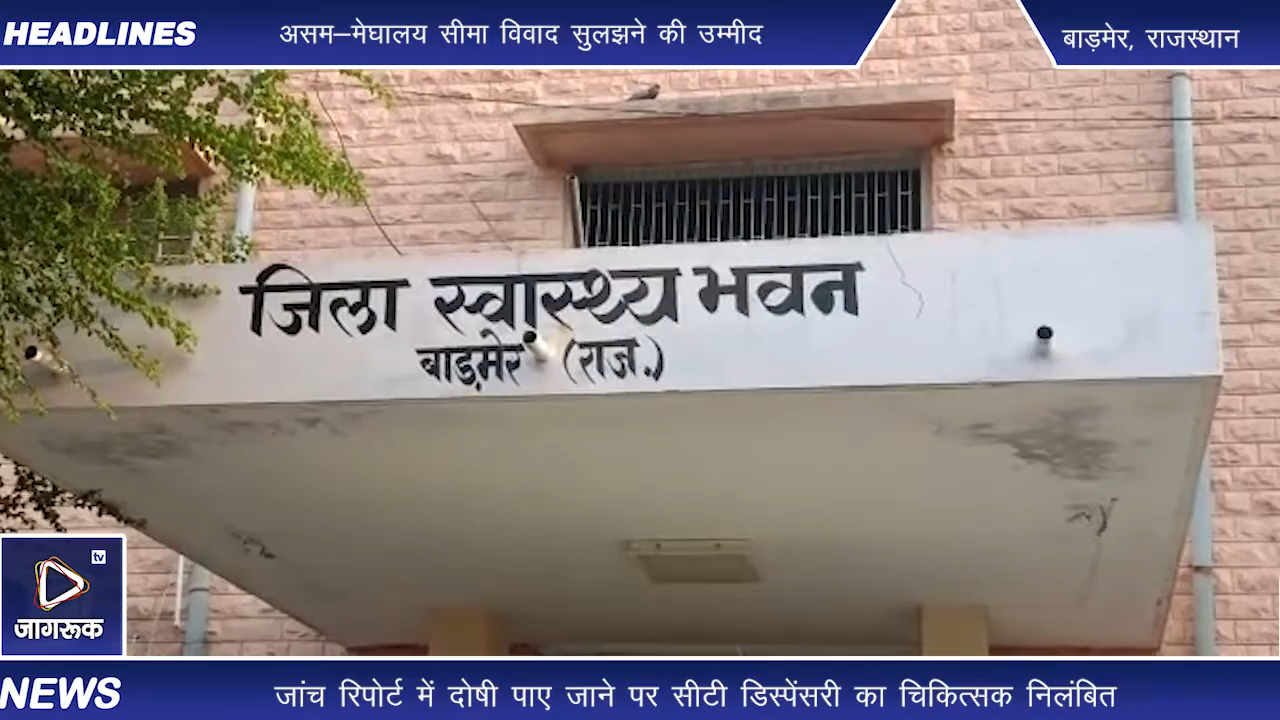 HEADLINES
असम–मेघालय सीमा विवाद सुलझने की उम्मीद
बाड़मेर, राजस्थान
जिला स्वास्थ्य भवन
बाड़मेर (राज.)
tv
जागरूक
NEWS
जांच रिपोर्ट में दोषी पाए जाने पर सीटी डिस्पेंसरी का चिकित्सक निलंबित